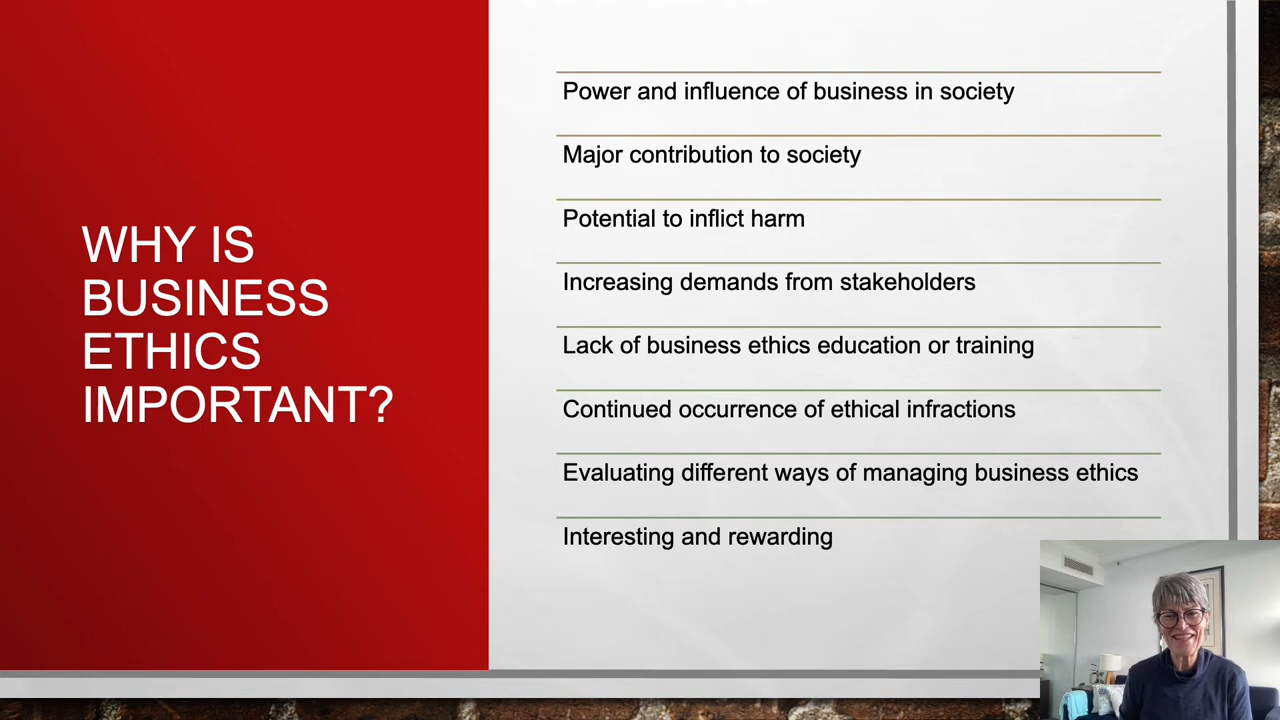 WHY IS
BUSINESS
ETHICS
IMPORTANT?
Power and influence of business in society
Major contribution to society
Potential to inflict harm
Increasing demands from stakeholders
Lack of business ethics education or training
Continued occurrence of ethical infractions
Evaluating different ways of managing business ethics
Interesting and rewarding